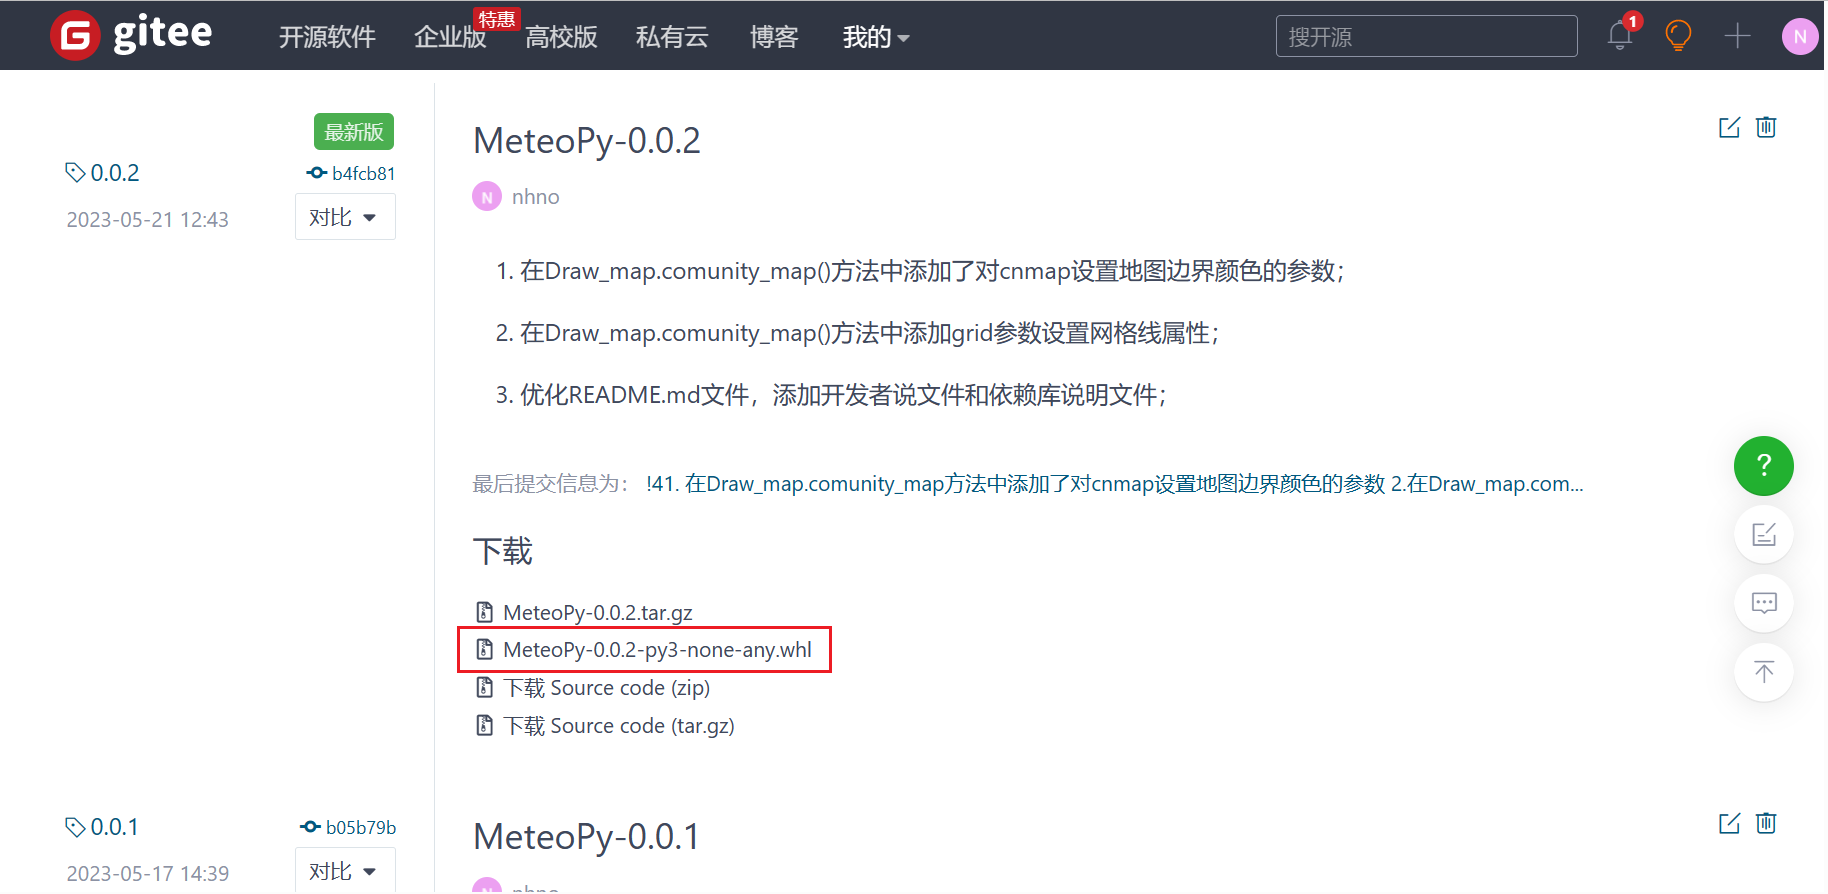 gitee
开源软件 企业版 特惠 高校版 私有云 博客 我的 搜开源 1 N
最新版
0.0.2 b4fcb81
2023-05-21 12:43 对比
MeteoPy-0.0.2
N nhno
1. 在Draw_map.comunity_map()方法中添加了对cnmap设置地图边界颜色的参数；
2. 在Draw_map.comunity_map()方法中添加grid参数设置网格线属性；
3. 优化README.md文件，添加开发者说文件和依赖库说明文件；
最后提交信息为： !41. 在Draw_map.comunity_map方法中添加了对cnmap设置地图边界颜色的参数 2.在Draw_map.com...
下载
MeteoPy-0.0.2.tar.gz
MeteoPy-0.0.2-py3-none-any.whl
下载 Source code (zip)
下载 Source code (tar.gz)
?
0.0.1 b05b79b
2023-05-17 14:39 对比
MeteoPy-0.0.1
N nhno